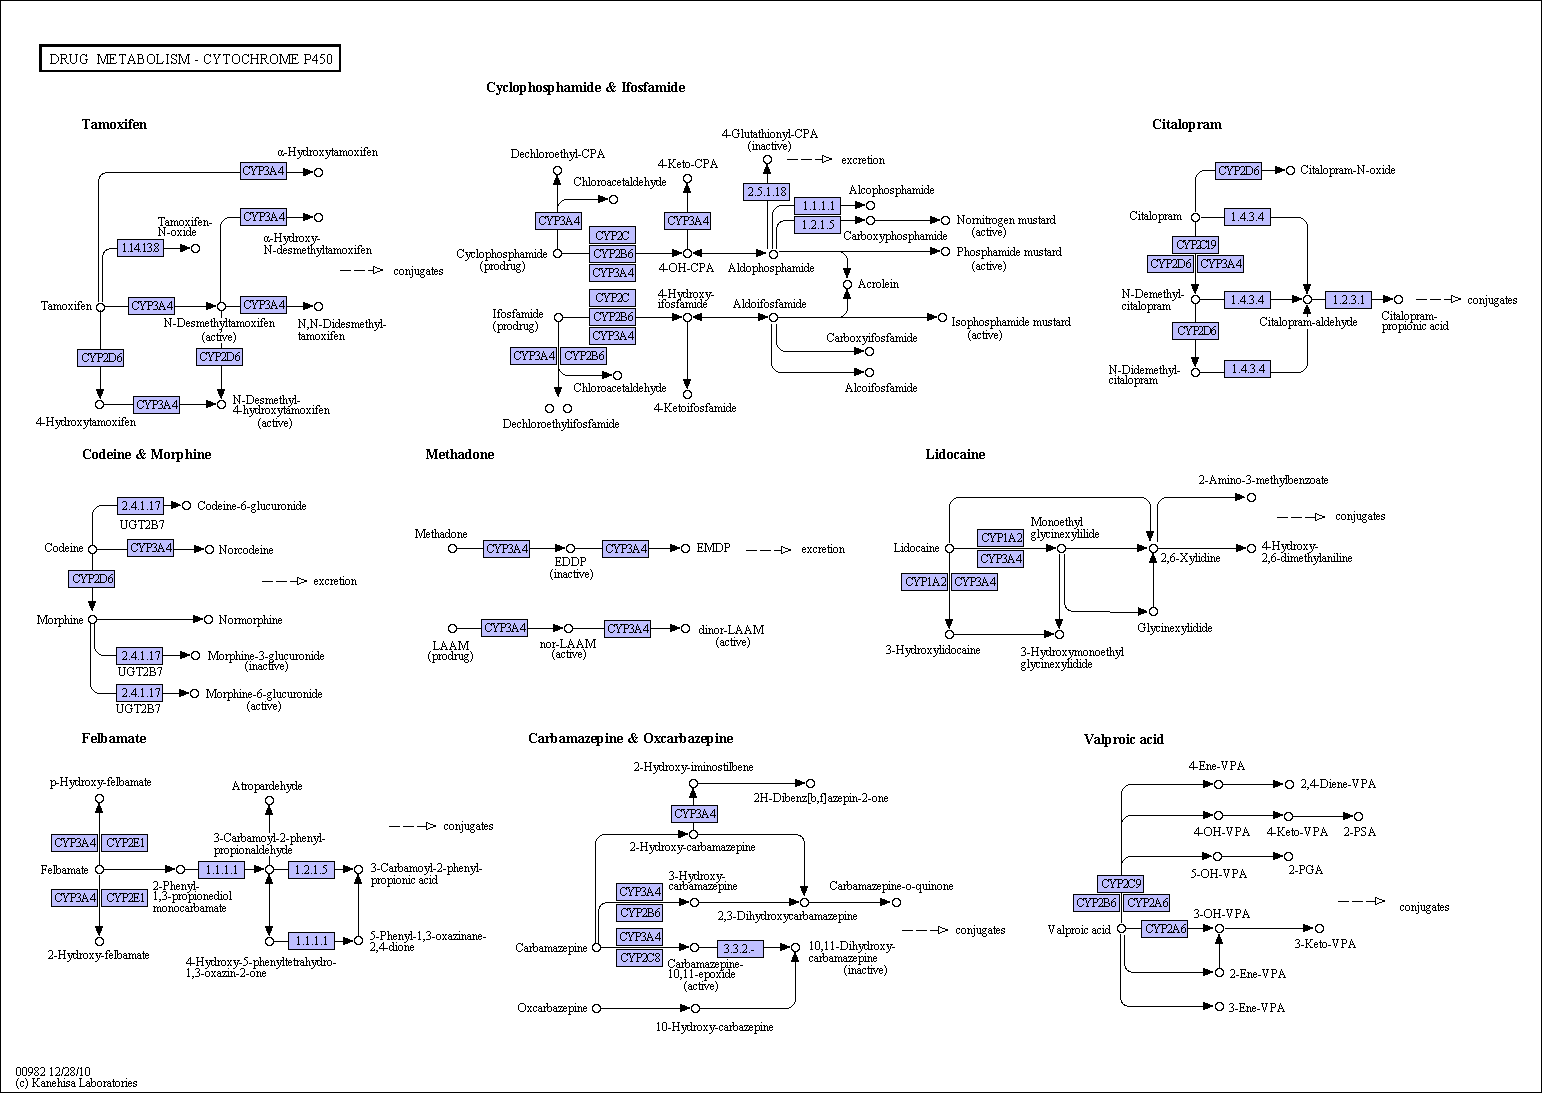 DRUG METABOLISM - CYTOCHROME P450
Cyclophosphamide & Ifosfamide
Tamoxifen
α-Hydroxytamoxifen
CYP3A4
Tamoxifen-
N-oxide
1.14.13.8
CYP3A4
α-Hydroxy-
N-desmethyltamoxifen
conjugates
Tamoxifen
CYP3A4
CYP3A4
N-Desmethyltamoxifen
(active)
N,N-Didesmethyl-
tamoxifen
CYP2D6
CYP2D6
CYP3A4
4-Hydroxytamoxifen
N-Desmethyl-
4-hydroxytamoxifen
(active)
Dechloroethyl-CPA
Chloroacetaldehyde
CYP3A4
4-Keto-CPA
CYP3A4
4-Glutathionyl-CPA
(inactive)
excretion
2.5.1.18
Alcophosphamide
1.1.1.1
1.2.1.5
Carboxyphosphamide
Nornitrogen mustard
(active)
Cyclophosphamide
(prodrug)
CYP2C
CYP2B6
CYP3A4
4-OH-CPA
Aldophosphamide
Phosphamide mustard
(active)
Acrolein
Ifosfamide
(prodrug)
CYP2C
CYP2B6
CYP3A4
4-Hydroxy-
ifosfamide
Aldoifosfamide
Isophosphamide mustard
(active)
CYP3A4
CYP2B6
Chloroacetaldehyde
Carboxyifosfamide
Alcoifosfamide
4-Ketoifosfamide
Dechloroethylifosfamide
Citalopram
CYP2D6
Citalopram-N-oxide
Citalopram
1.4.3.4
CYP2C19
CYP2D6
CYP3A4
N-Demethyl-
citalopram
1.4.3.4
1.2.3.1
conjugates
Citalopram-aldehyde
Citalopram-
propionic acid
CYP2D6
N-Didemethyl-
citalopram
1.4.3.4
Codeine & Morphine
2.4.1.17
Codeine-6-glucuronide
UGT2B7
Codeine
CYP3A4
Norcodeine
CYP2D6
excretion
Morphine
Normorphine
2.4.1.17
Morphine-3-glucuronide
(inactive)
UGT2B7
2.4.1.17
Morphine-6-glucuronide
(active)
UGT2B7
Methadone
Methadone
CYP3A4
CYP3A4
EMDP
excretion
EDDP
(inactive)
CYP3A4
CYP3A4
dinor-LAAM
(active)
LAAM
(prodrug)
nor-LAAM
(active)
Lidocaine
2-Amino-3-methylbenzoate
conjugates
Monoethyl
glycinexylilide
CYP1A2
Lidocaine
CYP3A4
2,6-Xylidine
4-Hydroxy-
2,6-dimethylaniline
CYP1A2
CYP3A4
Glycinexylidide
3-Hydroxylidocaine
3-Hydroxymonoethyl
glycinexylidide
Felbamate
p-Hydroxy-felbamate
Atropardehyde
conjugates
CYP3A4
CYP2E1
3-Carbamoyl-2-phenyl-
propionaldehyde
Felbamate
1.1.1.1
1.2.1.5
3-Carbamoyl-2-phenyl-
propionic acid
CYP3A4
CYP2E1
2-Phenyl-
1,3-propionediol
monocarbamate
2-Hydroxy-felbamate
1.1.1.1
5-Phenyl-1,3-oxazinane-
2,4-dione
4-Hydroxy-5-phenyltetrahydro-
1,3-oxazin-2-one
Carbamazepine & Oxcarbazepine
2-Hydroxy-iminostilbene
2H-Dibenz[b,f]azepin-2-one
CYP3A4
2-Hydroxy-carbamazepine
CYP3A4
CYP2B6
3-Hydroxy-
carbamazepine
Carbamazepine-o-quinone
2,3-Dihydroxycarbamazepine
conjugates
Carbamazepine
CYP3A4
CYP2C8
Carbamazepine-
10,11-epoxide
(active)
3.3.2.-
10,11-Dihydroxy-
carbamazepine
(inactive)
Oxcarbazepine
10-Hydroxy-carbazepine
Valproic acid
4-Ene-VPA
2,4-Diene-VPA
4-OH-VPA
4-Keto-VPA
2-PSA
5-OH-VPA
2-PGA
CYP2C9
CYP2B6
CYP2A6
conjugates
Valproic acid
CYP2A6
3-OH-VPA
3-Keto-VPA
2-Ene-VPA
3-Ene-VPA
00982 12/28/10
(c) Kanehisa Laboratories